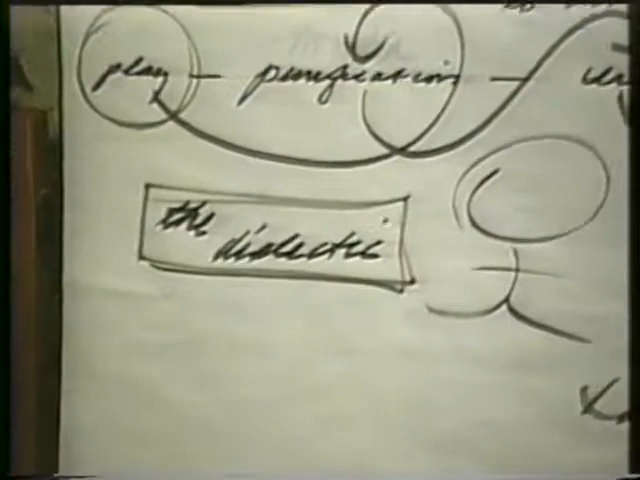 play — purification —
the
dialectic